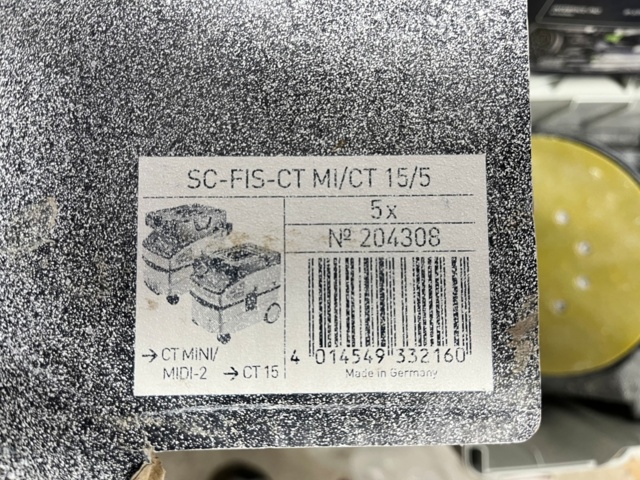 SC-FIS-CT MI/CT 15/5
5x
Nº 204308
→ CT MINI/
MIDI-2 → CT 15
4 014549 332160
Made in Germany